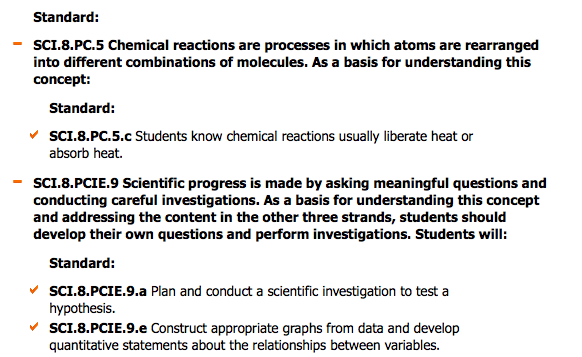 Standard:
SCI.8.PC.5 Chemical reactions are processes in which atoms are rearranged
into different combinations of molecules. As a basis for understanding this
concept:
Standard:
SCI.8.PC.5.c Students know chemical reactions usually liberate heat or
absorb heat.
SCI.8.PCIE.9 Scientific progress is made by asking meaningful questions and
conducting careful investigations. As a basis for understanding this concept
and addressing the content in the other three strands, students should
develop their own questions and perform investigations. Students will:
Standard:
SCI.8.PCIE.9.a Plan and conduct a scientific investigation to test a
hypothesis.
SCI.8.PCIE.9.e Construct appropriate graphs from data and develop
quantitative statements about the relationships between variables.